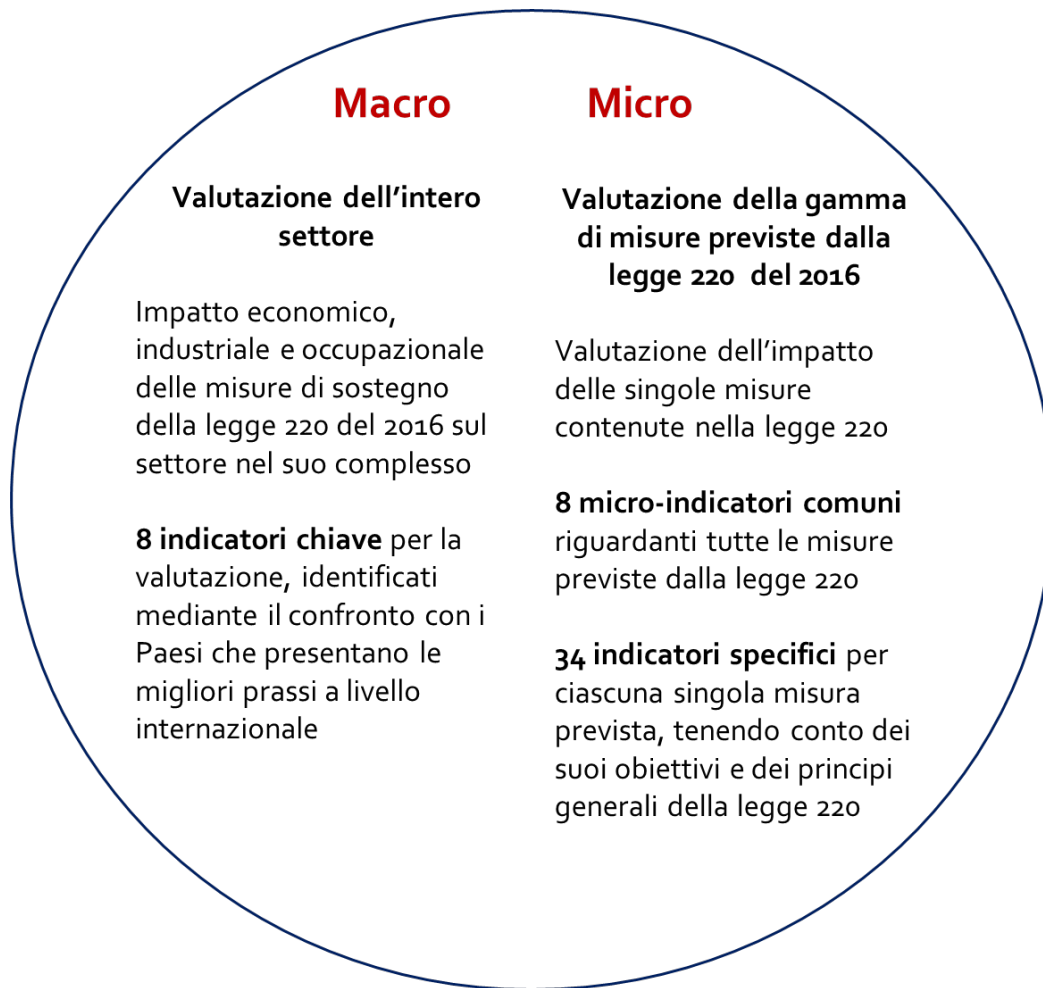 Macro
Valutazione dell’intero
settore
Impatto economico,
industriale e occupazionale
delle misure di sostegno
della legge 220 del 2016 sul
settore nel suo complesso
8 indicatori chiave per la
valutazione, identificati
mediante il confronto con i
Paesi che presentano le
migliori prassi a livello
internazionale
Micro
Valutazione della gamma
di misure previste dalla
legge 220 del 2016
Valutazione dell’impatto
delle singole misure
contenute nella legge 220
8 micro-indicatori comuni
riguardanti tutte le misure
previste dalla legge 220
34 indicatori specifici per
ciascuna singola misura
prevista, tenendo conto dei
suoi obiettivi e dei principi
generali della legge 220